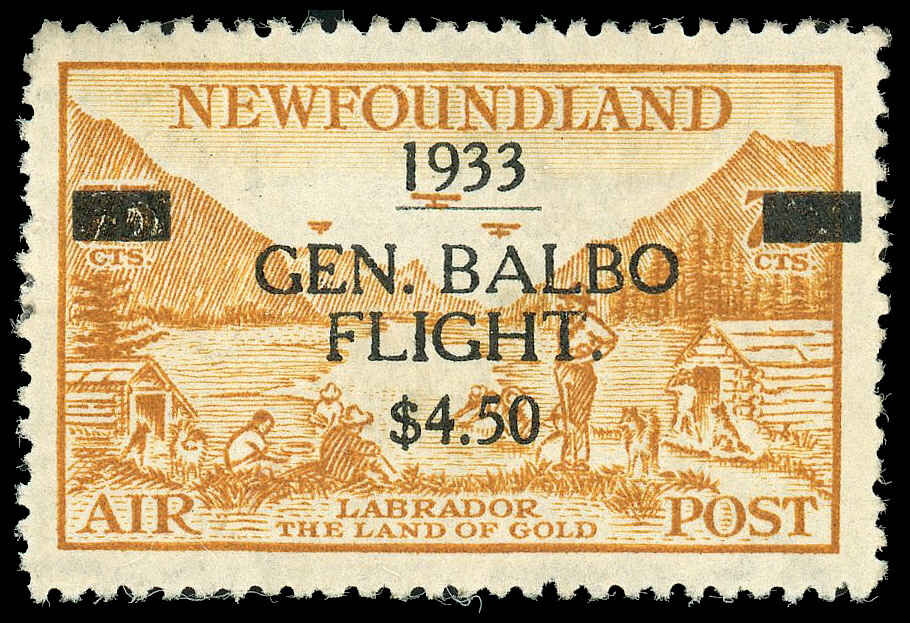 NEWFOUNDLAND
1933
CTS. CTS.
GEN. BALBO
FLIGHT.
$4.50
AIR POST
LABRADOR
THE LAND OF GOLD